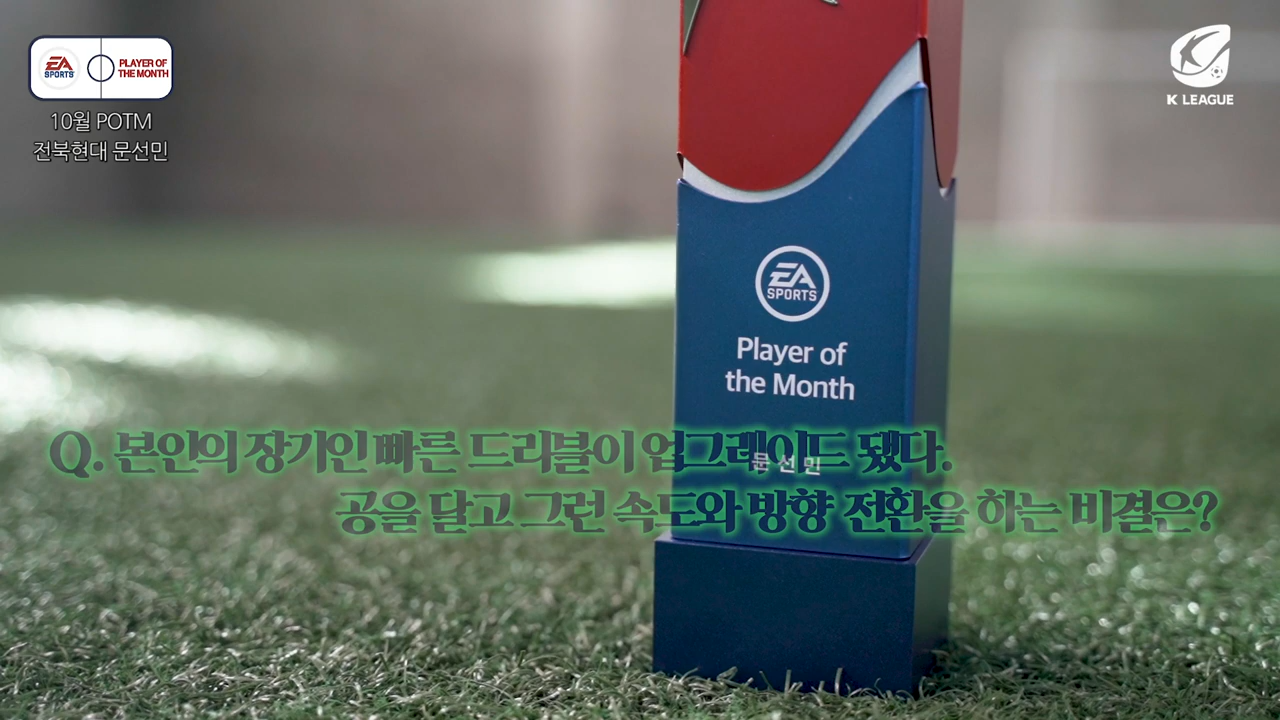 EA
SPORTS
PLAYER OF
THE MONTH
10월 POTM
전북현대 문선민
K LEAGUE
EA
SPORTS
Player of
the Month
문선민
Q. 본인의 장기인 빠른 드리블이 업그레이드 됐다.
공을 달고 그런 속도와 방향 전환을 하는 비결은?